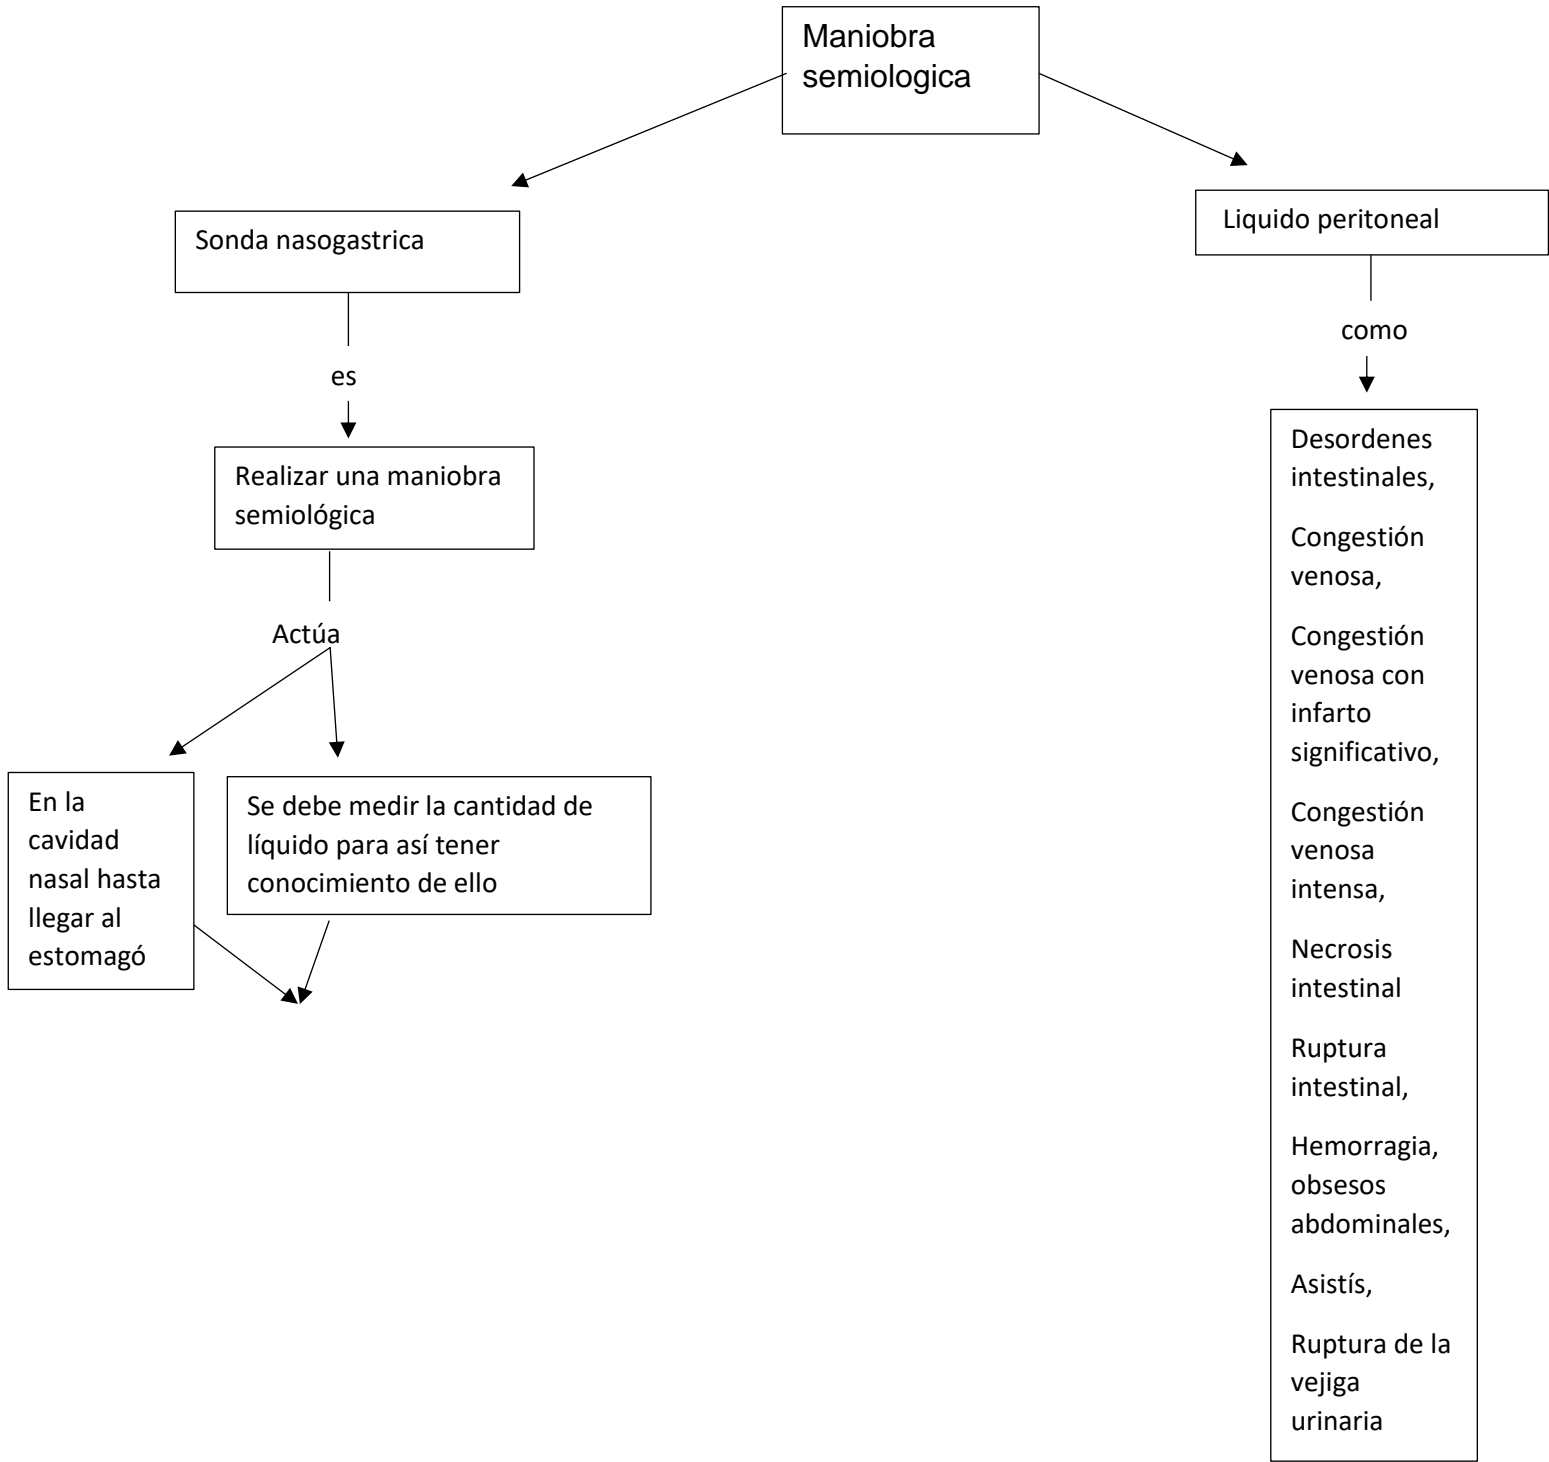 Maniobra
semiologica
Sonda nasogastrica
es
Realizar una maniobra
semiológica
Actúa
En la
cavidad
nasal hasta
llegar al
estomagó
Se debe medir la cantidad de
líquido para así tener
conocimiento de ello
Liquido peritoneal
como
Desordenes
intestinales,
Congestión
venosa,
Congestión
venosa con
infarto
significativo,
Congestión
venosa
intensa,
Necrosis
intestinal
Ruptura
intestinal,
Hemorragia,
obsesos
abdominales,
Asistís,
Ruptura de la
vejiga
urinaria